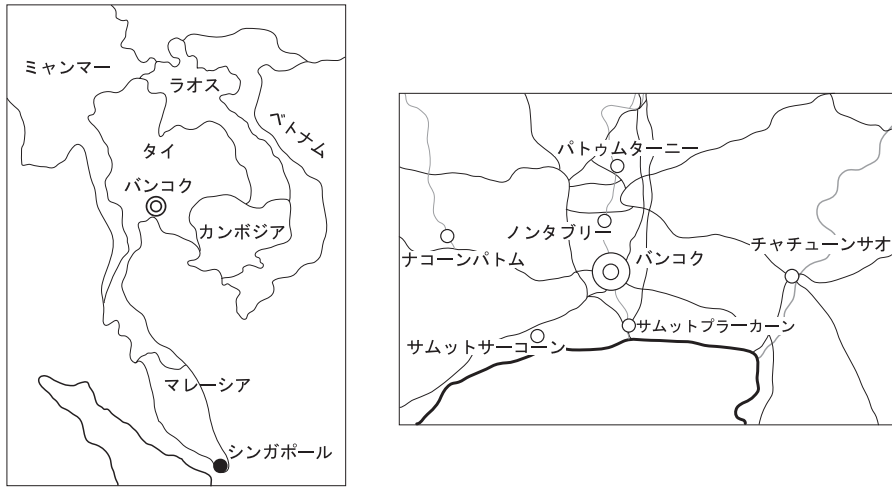 ミャンマー
ラオス
ベトナム
タイ
バンコク
カンボジア
マレーシア
シンガポール
パトゥムターニー
ノンタブリー
チャチューンサオ
ナコーンパトム
バンコク
サムットプラーカーン
サムットサーコーン